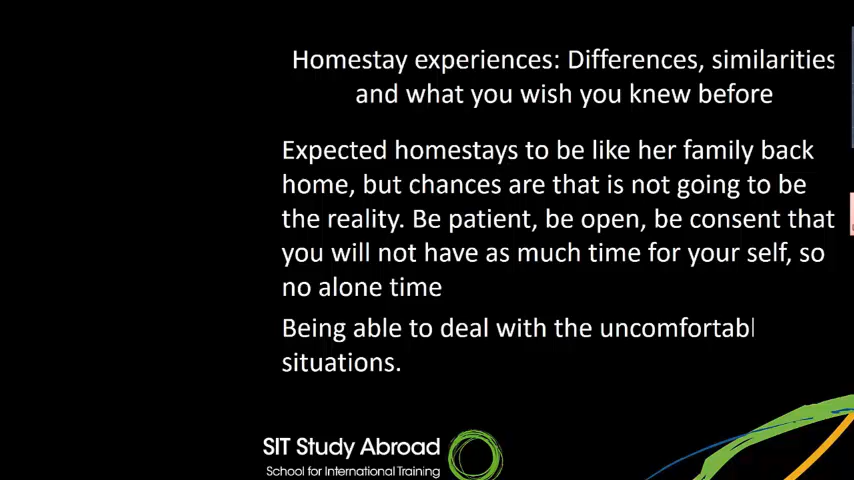 Homestay experiences: Differences, similarities
and what you wish you knew before
Expected homestays to be like her family back
home, but chances are that is not going to be
the reality. Be patient, be open, be consent that
you will not have as much time for your self, so
no alone time
Being able to deal with the uncomfortabl
situations.
SIT Study Abroad
School for International Training